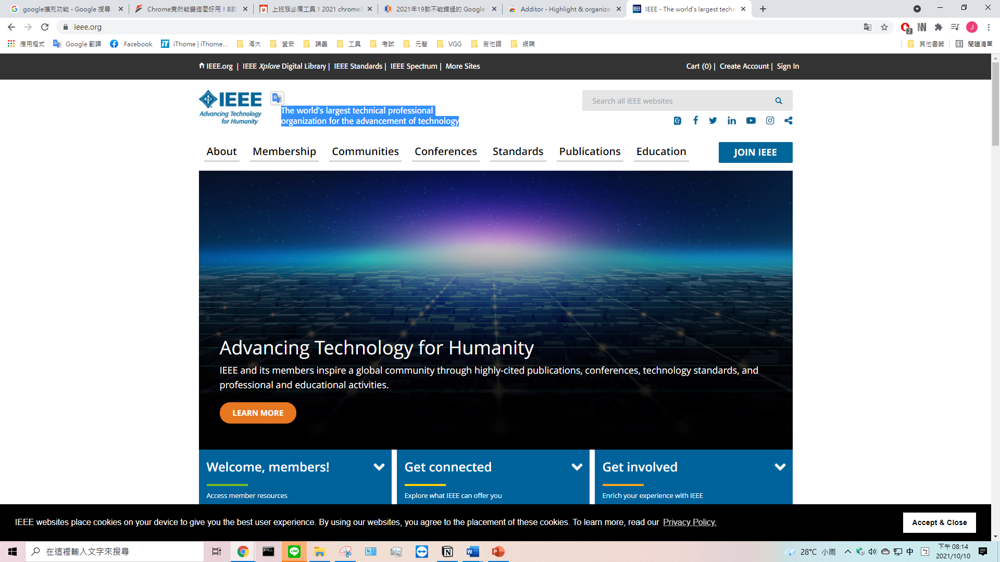 google擴充功能 - Google 搜尋
Chrome竟然能變這麼好用！8款
上班族必備工具！2021 chrome
2021年19款不能錯過的 Google
Additor - Highlight & organize
IEEE - The world's largest techn
ieee.org
2
J
應用程式
Google 翻譯
Facebook
iThome | iThome...
海大
資安
講義
工具
考試
元智
VGG
吉他譜
網購
其他書籤
閱讀清單
IEEE.org | IEEE Xplore Digital Library | IEEE Standards | IEEE Spectrum | More Sites
Cart (0) | Create Account | Sign In
IEEE
Advancing Technology
for Humanity
The world's largest technical professional
organization for the advancement of technology
Search all IEEE websites
About
Membership
Communities
Conferences
Standards
Publications
Education
JOIN IEEE
Advancing Technology for Humanity
IEEE and its members inspire a global community through highly-cited publications, conferences, technology standards, and
professional and educational activities.
LEARN MORE
Welcome, members!
Get connected
Get involved
Access member resources
Explore what IEEE can offer you
Enrich your experience with IEEE
IEEE websites place cookies on your device to give you the best user experience. By using our websites, you agree to the placement of these cookies. To learn more, read our Privacy Policy.
Accept & Close
在這裡輸入文字來搜尋
28°C 小雨
中
下午 08:14
2021/10/10